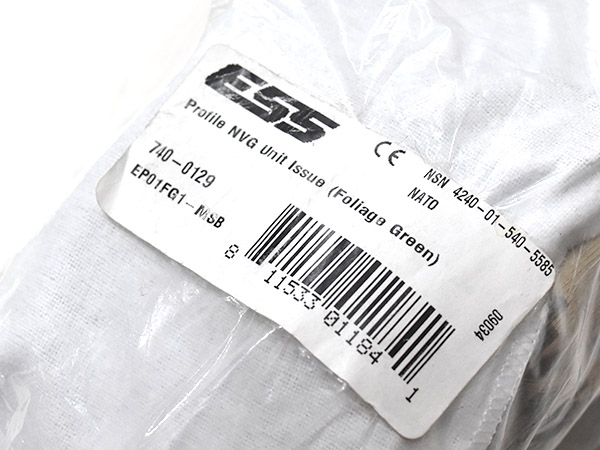 ESS
Profile NVG Unit Issue (Foliage Green)
CE
NSN 4240-01-540-5585
NATO
740-0129
EP01FG1-MSB
8 11533 01184 1
09034